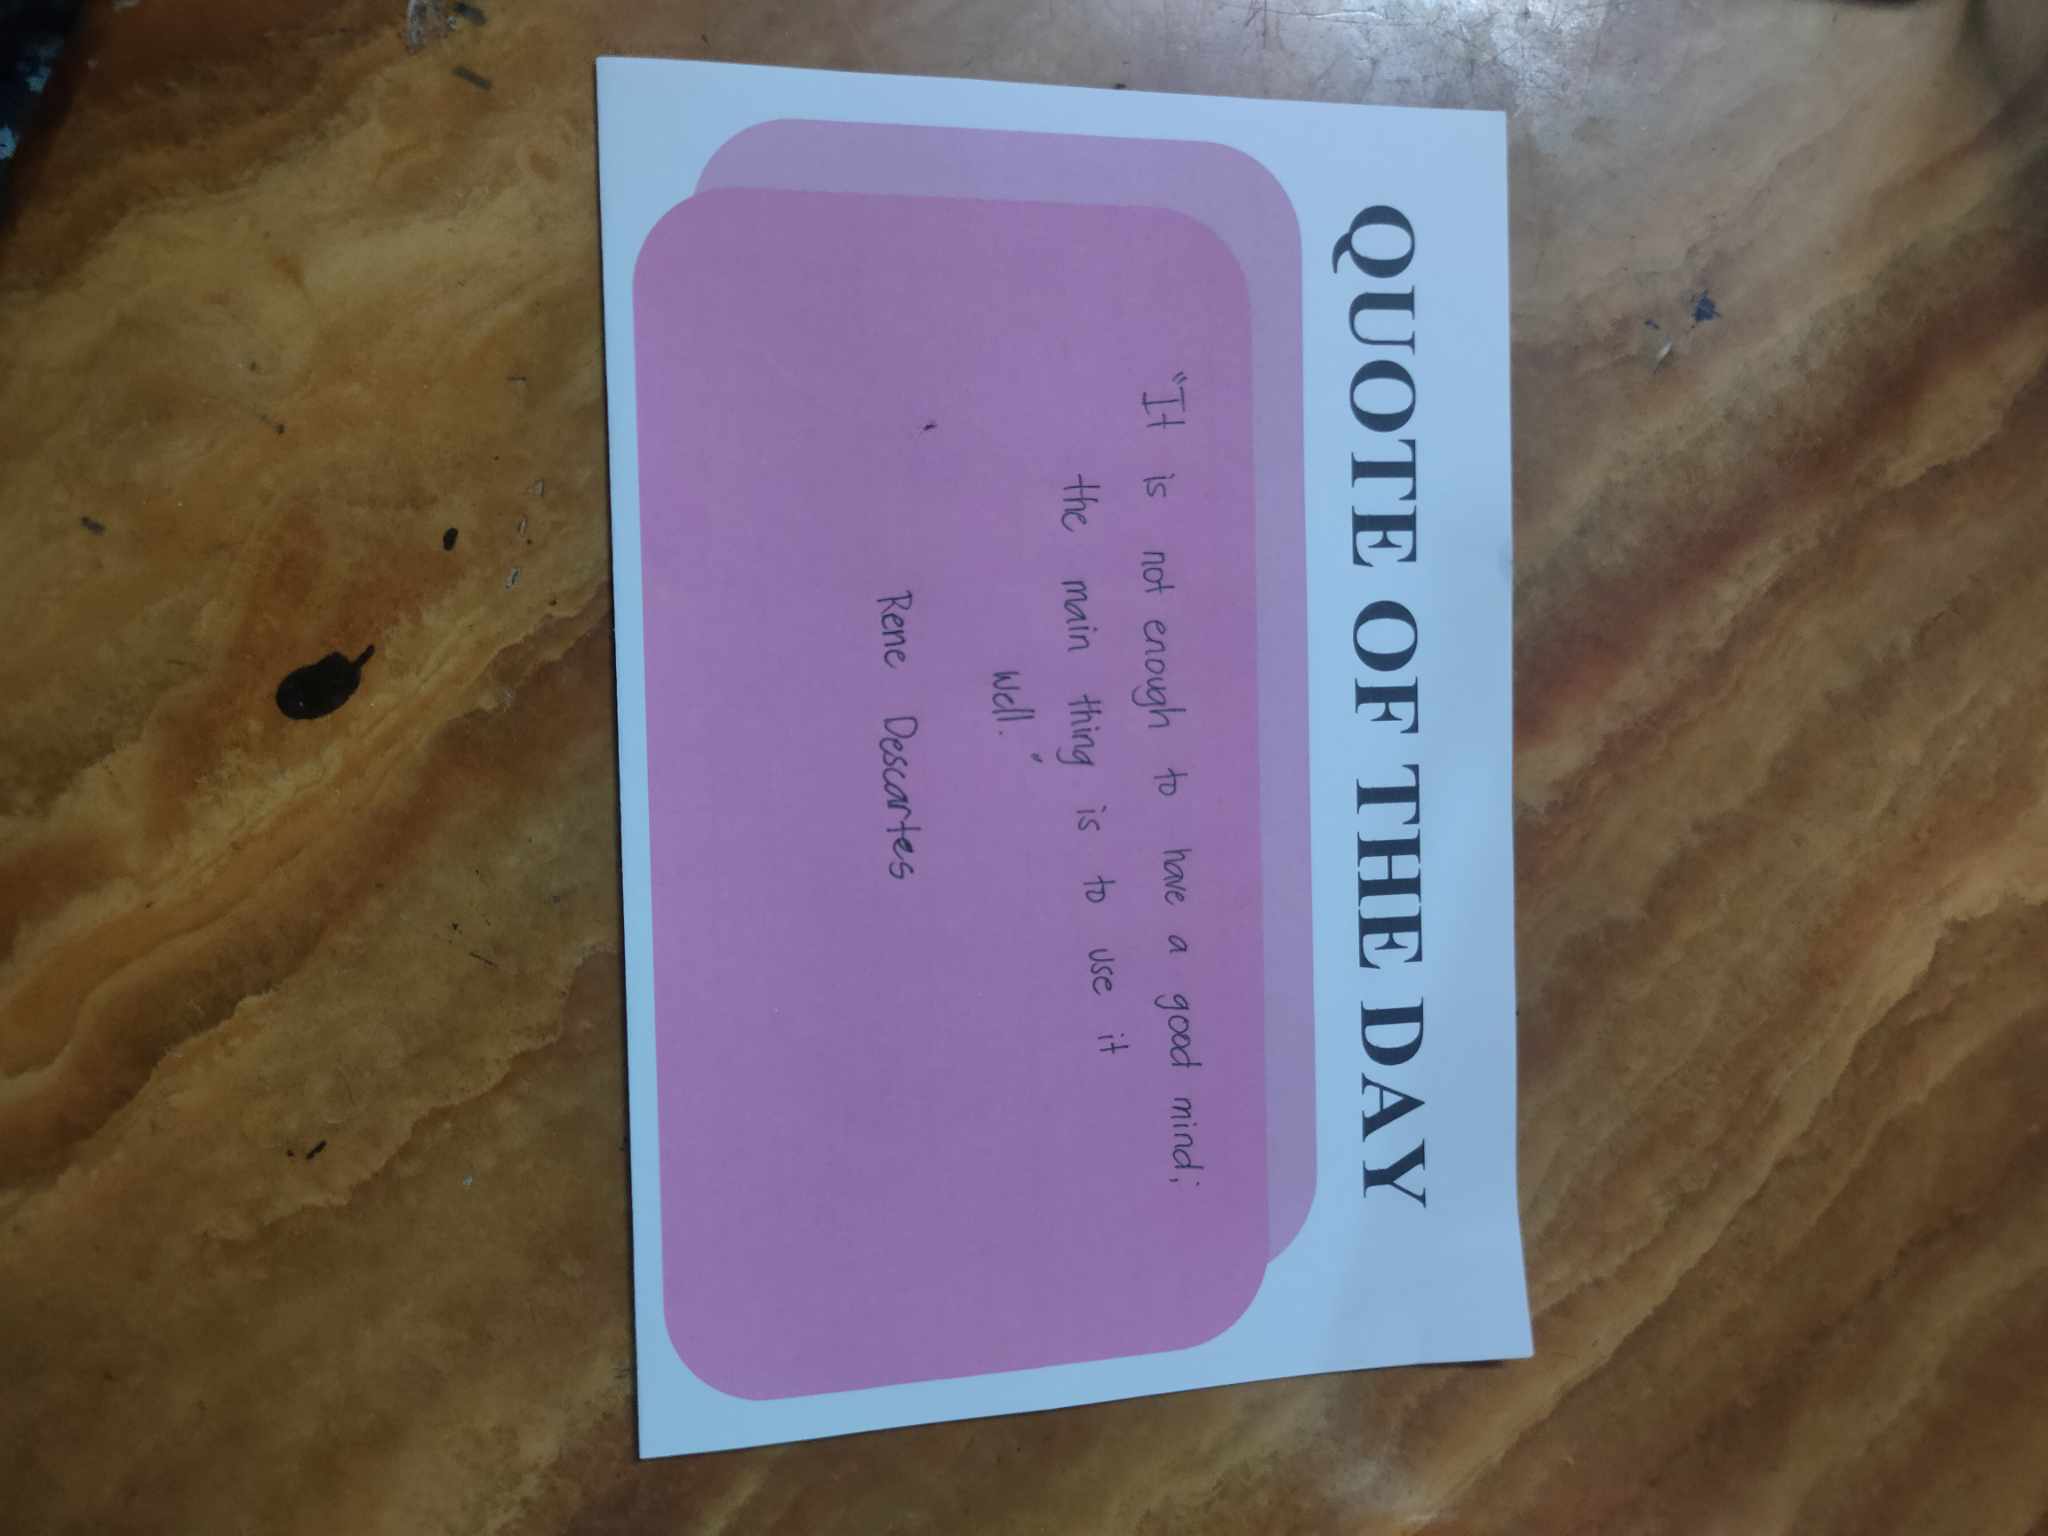 QUOTE OF THE DAY
"It is not enough to have a good mind;
the main thing is to use it
well."
Rene Descartes